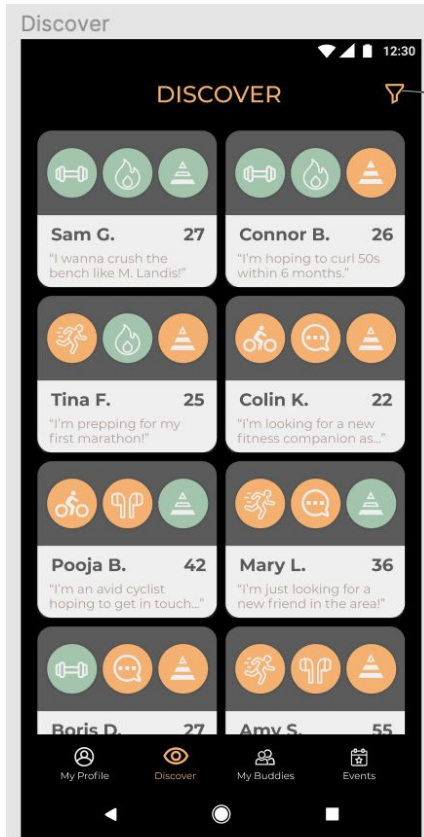 Discover
12:30
DISCOVER
Sam G. 27
"I wanna crush the
bench like M. Landis!"
Connor B. 26
"I'm hoping to curl 50s
within 6 months."
Tina F. 25
"I'm prepping for my
first marathon!"
Colin K. 22
"I'm looking for a new
fitness companion as..."
Pooja B. 42
"I'm an avid cyclist
hoping to get in touch..."
Mary L. 36
"I'm just looking for a
new friend in the area!"
Boris D. 27
Amy S. 55
My Profile
Discover
My Buddies
Events